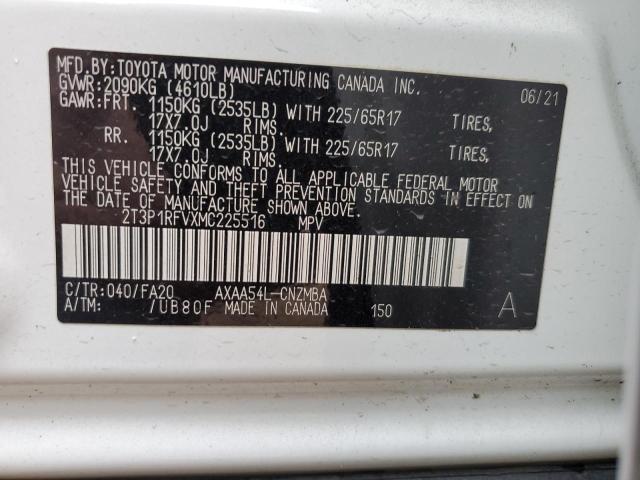 MFD.BY:TOYOTA MOTOR MANUFACTURING CANADA INC.
GVWR:2090KG (4610LB) 06/21
GAWR:FRT. 1150KG (2535LB) WITH 225/65R17 TIRES,
17X7.0J RIMS.
RR. 1150KG (2535LB) WITH 225/65R17 TIRES,
17X7.0J RIMS.
THIS VEHICLE CONFORMS TO ALL APPLICABLE FEDERAL MOTOR
VEHICLE SAFETY AND THEFT PREVENTION STANDARDS IN EFFECT ON
THE DATE OF MANUFACTURE SHOWN ABOVE.
2T3P1RFVXMC225516 MPV
C/TR:040/FA20 AXAA54L-CNZMBA
A/TM: /UB80F MADE IN CANADA 150 A